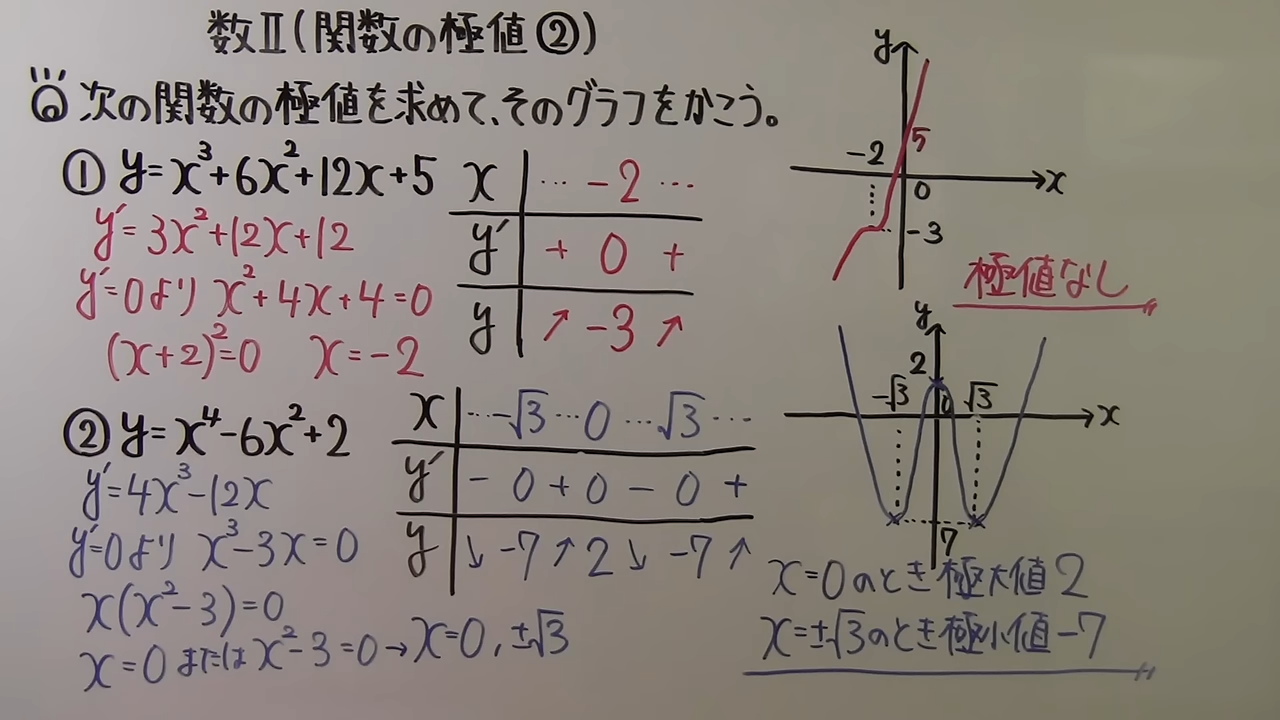 数Ⅱ(関数の極値②)
次の関数の極値を求めて、そのグラフをかこう。
① y=x³+6x²+12x+5
y'=3x²+12x+12
y'=0より x²+4x+4=0
(x+2)²=0 x=-2
x … -2 …
y' + 0 +
y ↗ -3 ↗
y
5
-2
0
x
-3
極値なし
② y=x⁴-6x²+2
y'=4x³-12x
y'=0より x³-3x=0
x(x²-3)=0
x=0 または x²-3=0→x=0,±√3
x … -√3 … 0 … √3 …
y' - 0 + 0 - 0 +
y ↘ -7 ↗ 2 ↘ -7 ↗
y
2
-√3 0 √3
x
7
x=0のとき極大値2
x=±√3のとき極小値-7